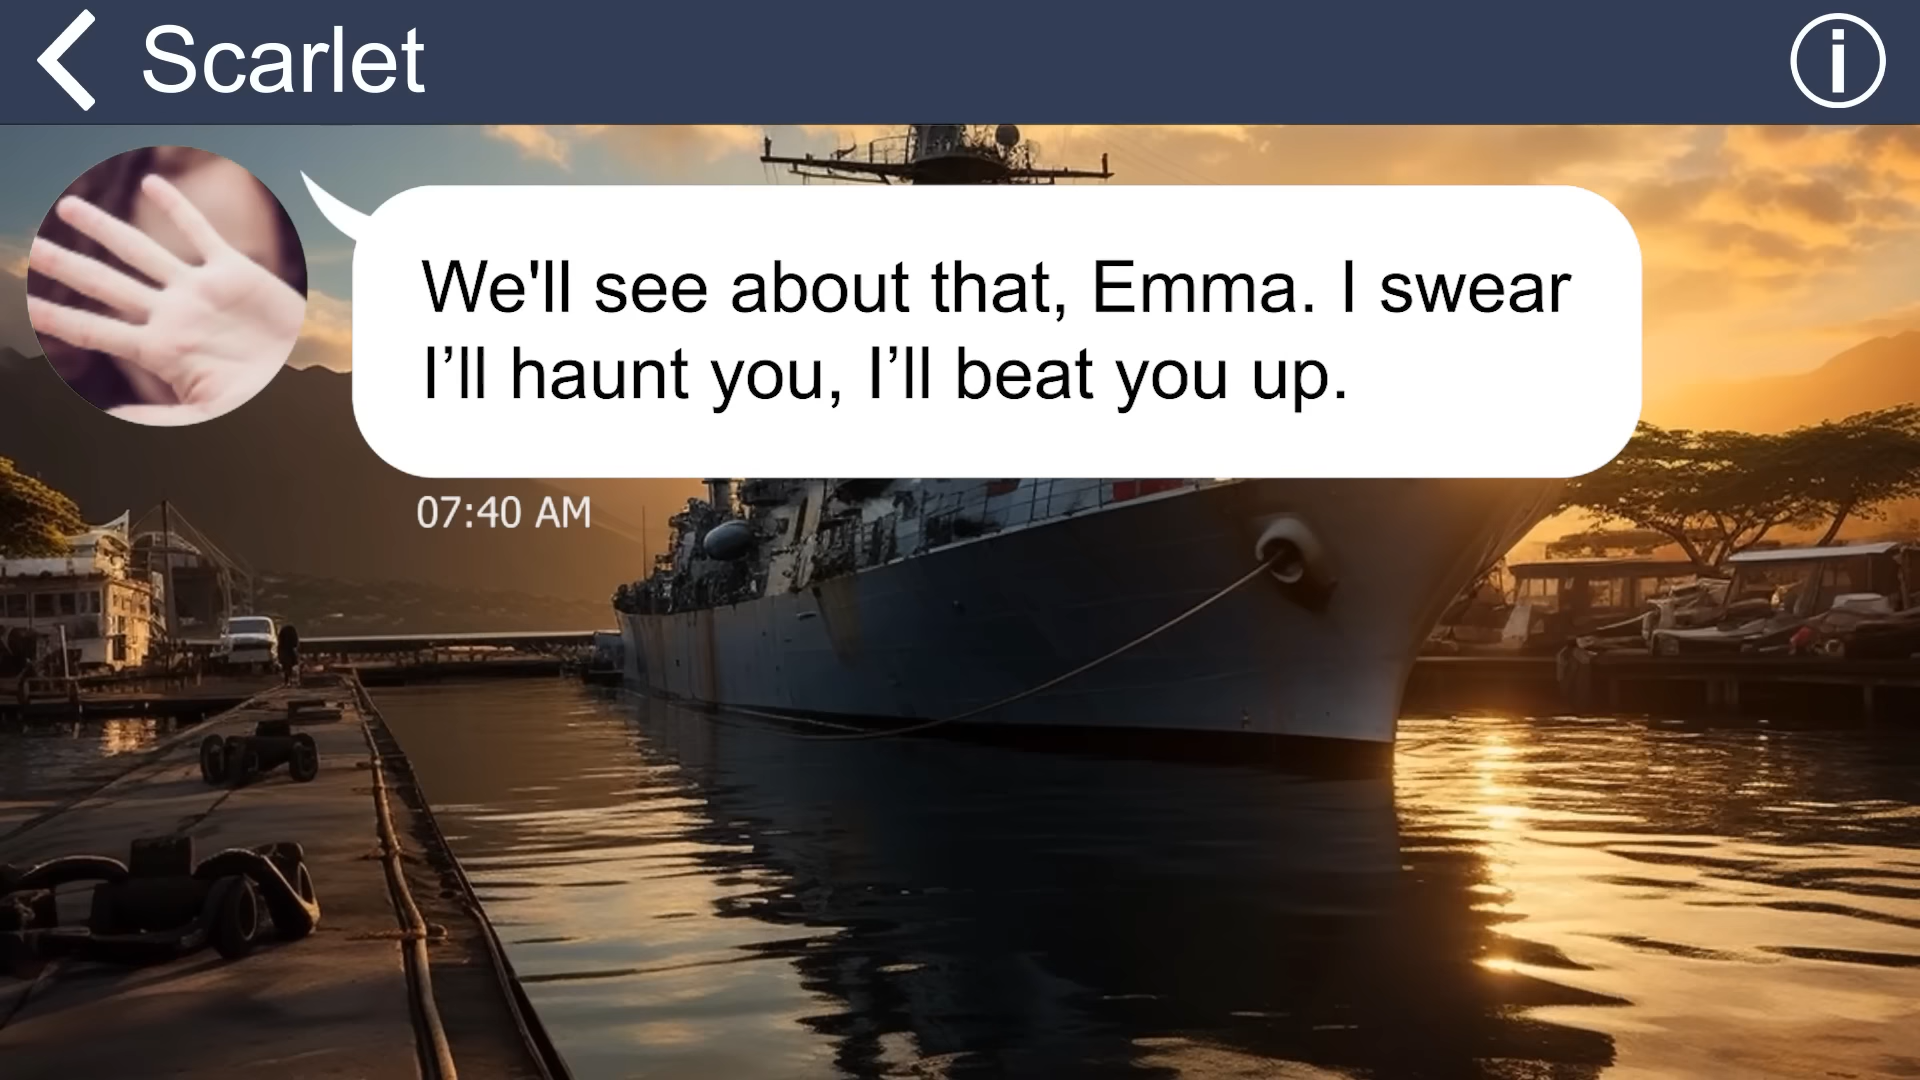 Scarlet
We'll see about that, Emma. I swear
I’ll haunt you, I’ll beat you up.
07:40 AM